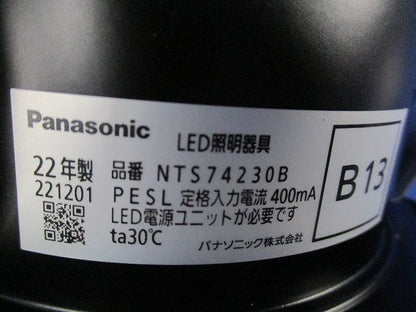 Panasonic LED照明器具
22年製 品番 NTS74230B
221201 PESL 定格入力電流 400mA
LED電源ユニットが必要です
ta30℃
パナソニック株式会社
B13